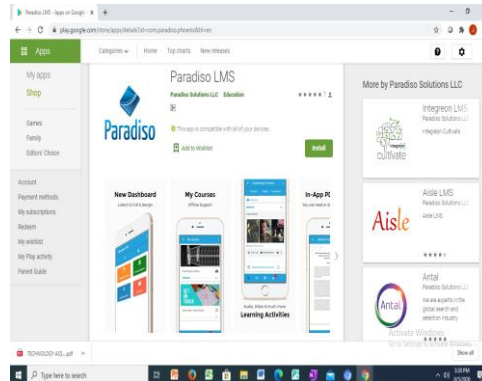 Paradiso LMS - Apps on Google
play.google.com/store/apps/details?id=com.paradiso.phoenix&hl=en
Apps
Categories
Home
Top charts
New releases
My apps
Shop
Games
Family
Editors' Choice
Account
Payment methods
My subscriptions
Redeem
My wishlist
My Play activity
Parent Guide
Paradiso
Paradiso LMS
Paradiso Solutions LLC Education
This app is compatible with all of your devices.
Add to Wishlist
Install
New Dashboard
My Courses
Offline Support
Audio, Video & much more
Learning Activities
In-App PD
More by Paradiso Solutions LLC
integreon
cultivate
Integreon LMS
Paradiso Solutions LLC
Integreon Cultivate
Aisle
Aisle LMS
Paradiso Solutions LLC
Aisle LMS
Antal
Antal
Paradiso Solutions LLC
We are experts in the
global search and
selection industry
Activate Windows
Go to Settings to activate Windows.
TECHNOLOGY ASS....pdf
Show all
Type here to search